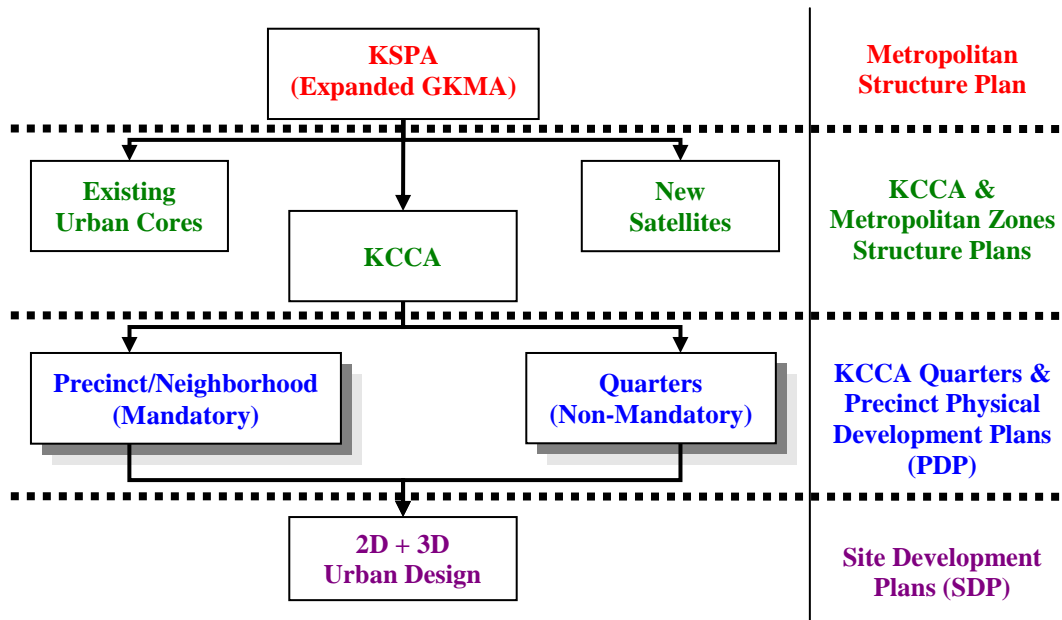 KSPA
(Expanded GKMA)
Metropolitan
Structure Plan
Existing
Urban Cores
KCCA
New
Satellites
KCCA &
Metropolitan Zones
Structure Plans
Precinct/Neighborhood
(Mandatory)
Quarters
(Non-Mandatory)
KCCA Quarters &
Precinct Physical
Development Plans
(PDP)
2D + 3D
Urban Design
Site Development
Plans (SDP)